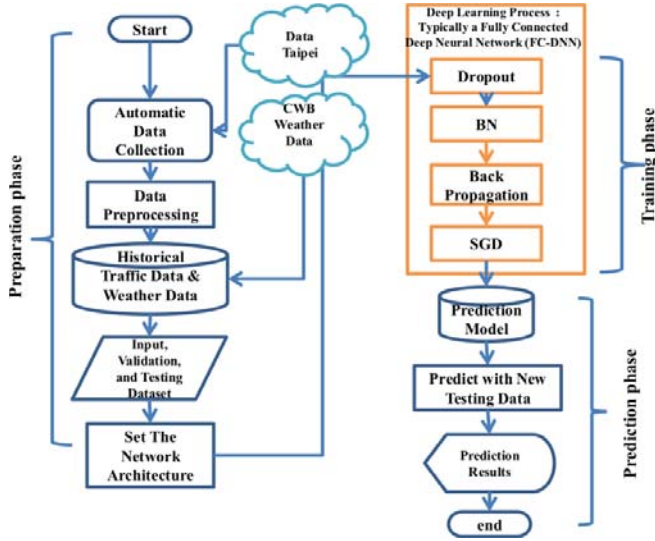 Preparation phase
Start
Automatic
Data
Collection
Data
Preprocessing
Historical
Traffic Data &
Weather Data
Input,
Validation,
and Testing
Dataset
Set The
Network
Architecture
Data
Taipei
CWB
Weather
Data
Deep Learning Process :
Typically a Fully Connected
Deep Neural Network (FC-DNN)
Dropout
BN
Back
Propagation
SGD
Training phase
Prediction
Model
Predict with New
Testing Data
Prediction
Results
end
Prediction phase